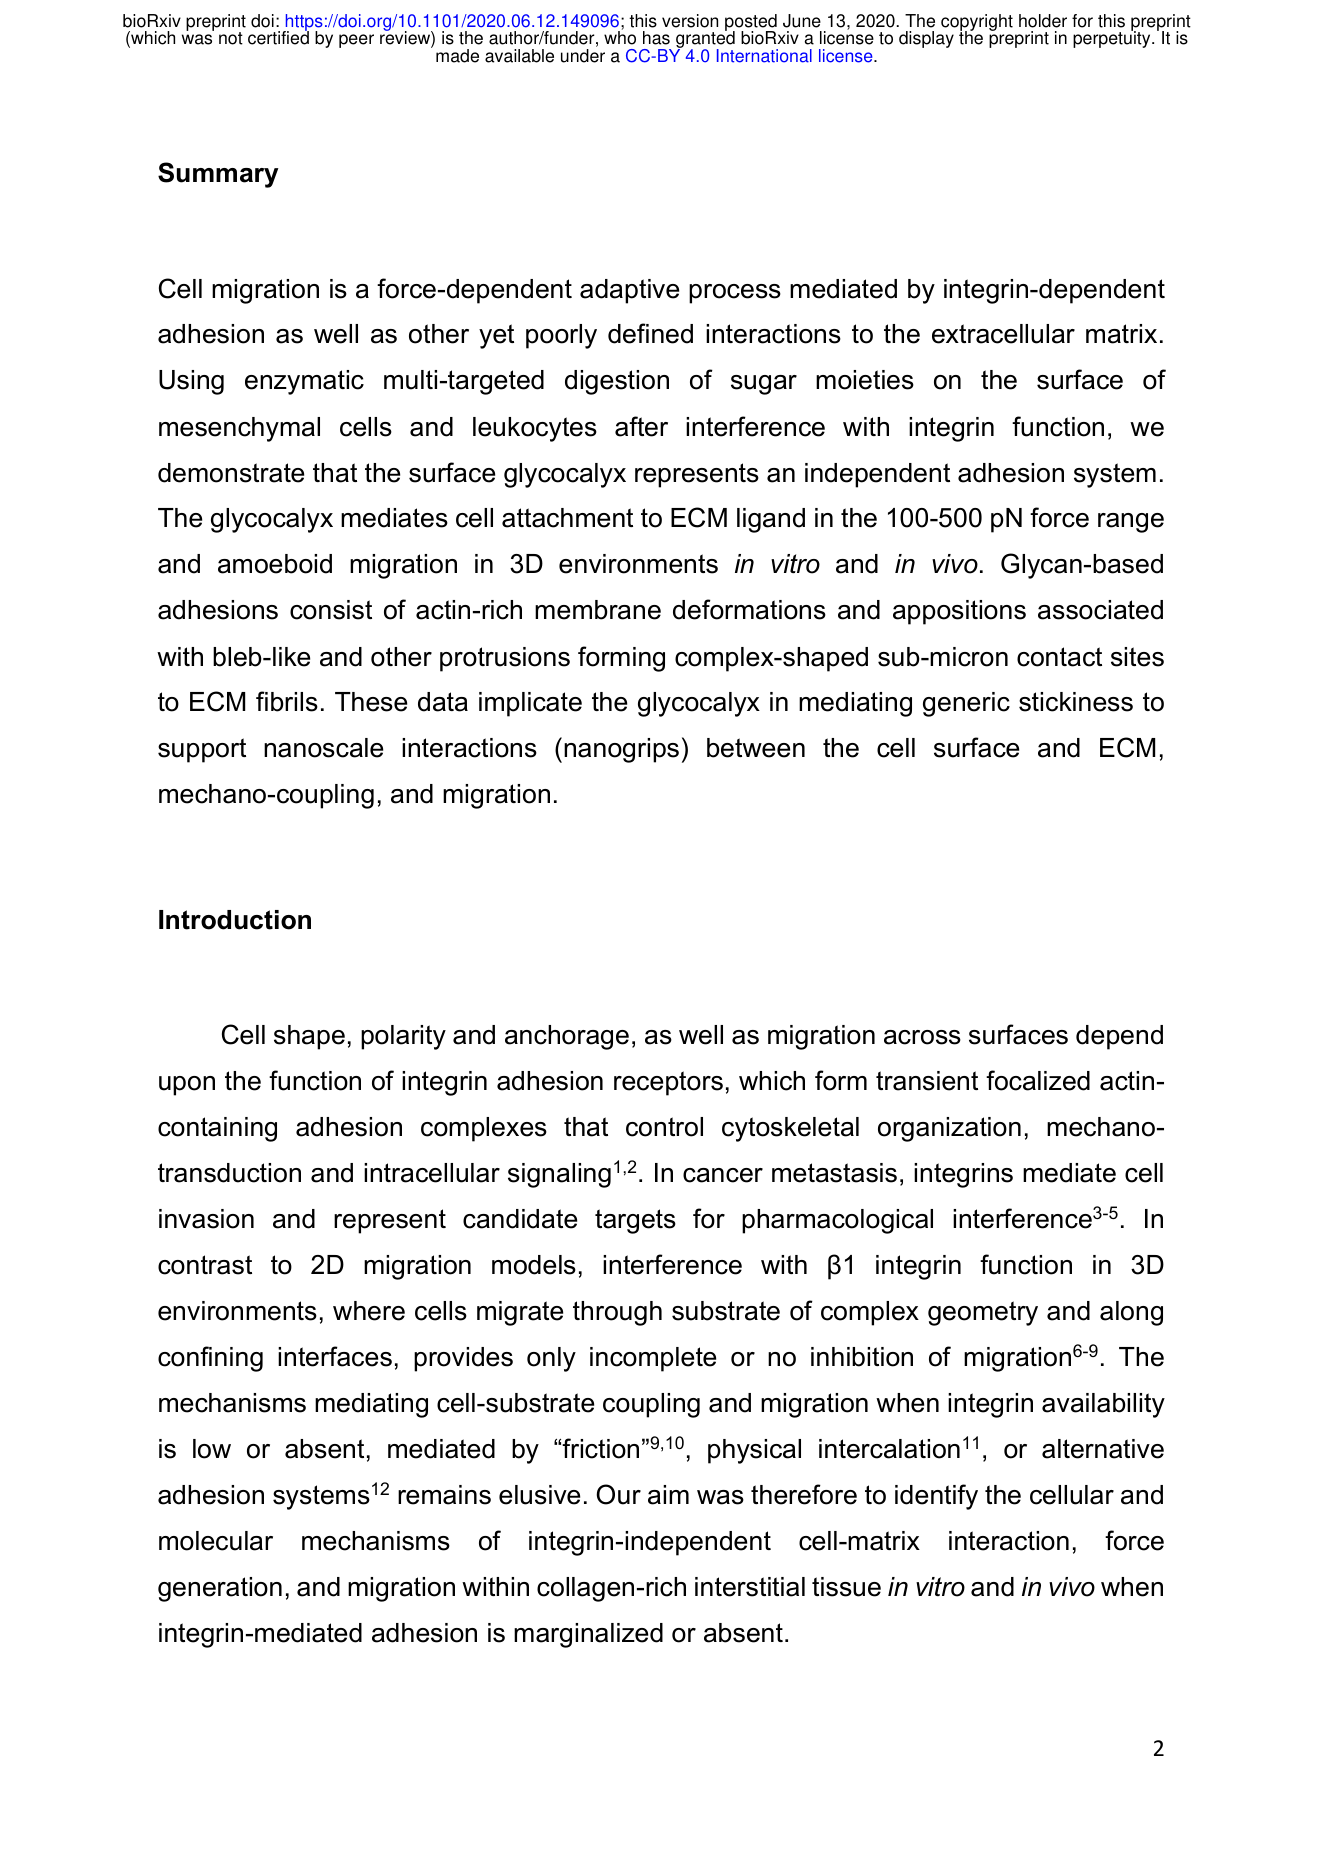 bioRxiv preprint doi: https://doi.org/10.1101/2020.06.12.149096; this version posted June 13, 2020. The copyright holder for this preprint
(which was not certified by peer review) is the author/funder, who has granted bioRxiv a license to display the preprint in perpetuity. It is
made available under a CC-BY 4.0 International license.
Summary
Cell migration is a force-dependent adaptive process mediated by integrin-dependent
adhesion as well as other yet poorly defined interactions to the extracellular matrix.
Using enzymatic multi-targeted digestion of sugar moieties on the surface of
mesenchymal cells and leukocytes after interference with integrin function, we
demonstrate that the surface glycocalyx represents an independent adhesion system.
The glycocalyx mediates cell attachment to ECM ligand in the 100-500 pN force range
and amoeboid migration in 3D environments in vitro and in vivo. Glycan-based
adhesions consist of actin-rich membrane deformations and appositions associated
with bleb-like and other protrusions forming complex-shaped sub-micron contact sites
to ECM fibrils. These data implicate the glycocalyx in mediating generic stickiness to
support nanoscale interactions (nanogrips) between the cell surface and ECM,
mechano-coupling, and migration.
Introduction
Cell shape, polarity and anchorage, as well as migration across surfaces depend
upon the function of integrin adhesion receptors, which form transient focalized actin-
containing adhesion complexes that control cytoskeletal organization, mechano-
transduction and intracellular signaling1,2. In cancer metastasis, integrins mediate cell
invasion and represent candidate targets for pharmacological interference3-5. In
contrast to 2D migration models, interference with β1 integrin function in 3D
environments, where cells migrate through substrate of complex geometry and along
confining interfaces, provides only incomplete or no inhibition of migration6-9. The
mechanisms mediating cell-substrate coupling and migration when integrin availability
is low or absent, mediated by “friction”9,10, physical intercalation11, or alternative
adhesion systems12 remains elusive. Our aim was therefore to identify the cellular and
molecular mechanisms of integrin-independent cell-matrix interaction, force
generation, and migration within collagen-rich interstitial tissue in vitro and in vivo when
integrin-mediated adhesion is marginalized or absent.
2